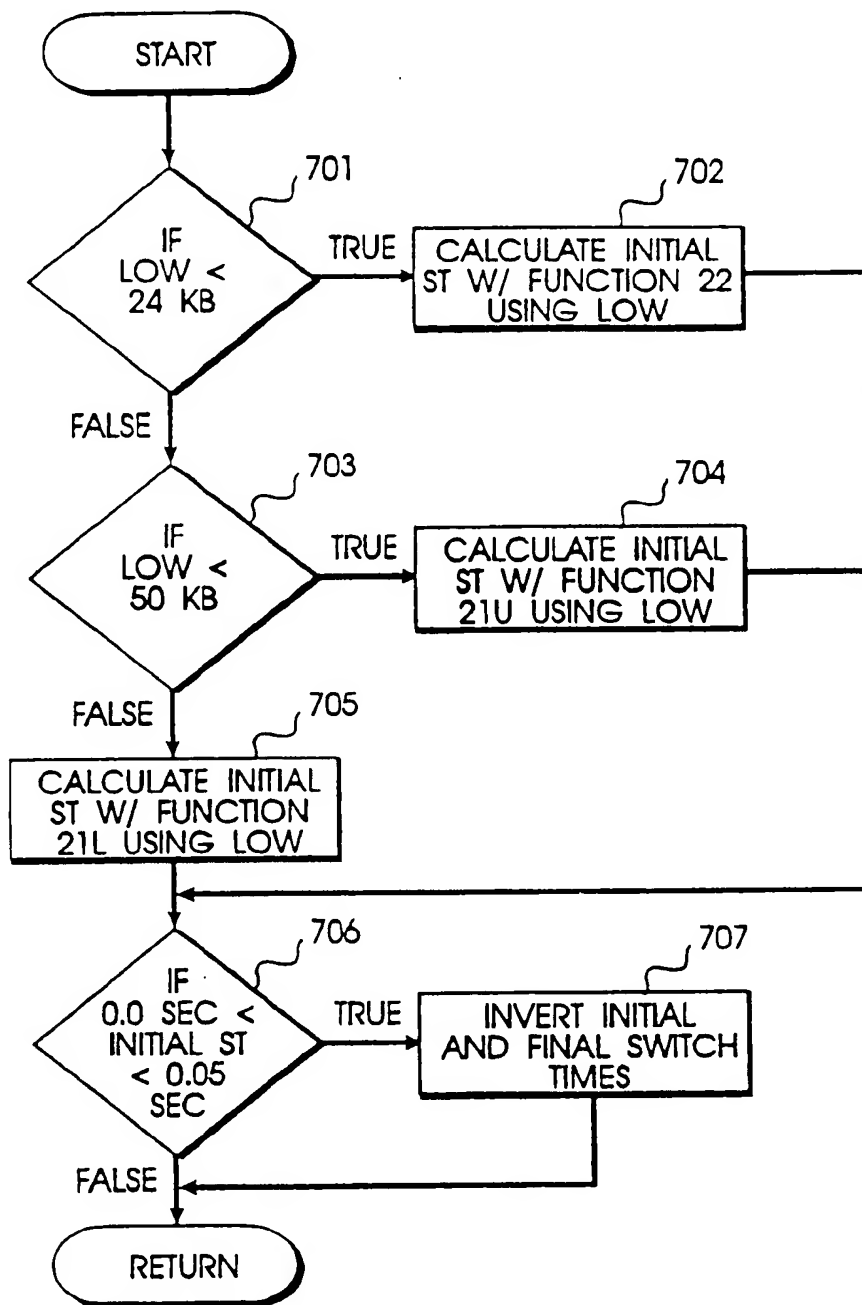 START
701
IF
LOW <
24 KB
TRUE
702
CALCULATE INITIAL
ST W/ FUNCTION 22
USING LOW
FALSE
703
IF
LOW <
50 KB
TRUE
704
CALCULATE INITIAL
ST W/ FUNCTION
21U USING LOW
FALSE
705
CALCULATE INITIAL
ST W/ FUNCTION
21L USING LOW
706
IF
0.0 SEC <
INITIAL ST
< 0.05
SEC
TRUE
707
INVERT INITIAL
AND FINAL SWITCH
TIMES
FALSE
RETURN